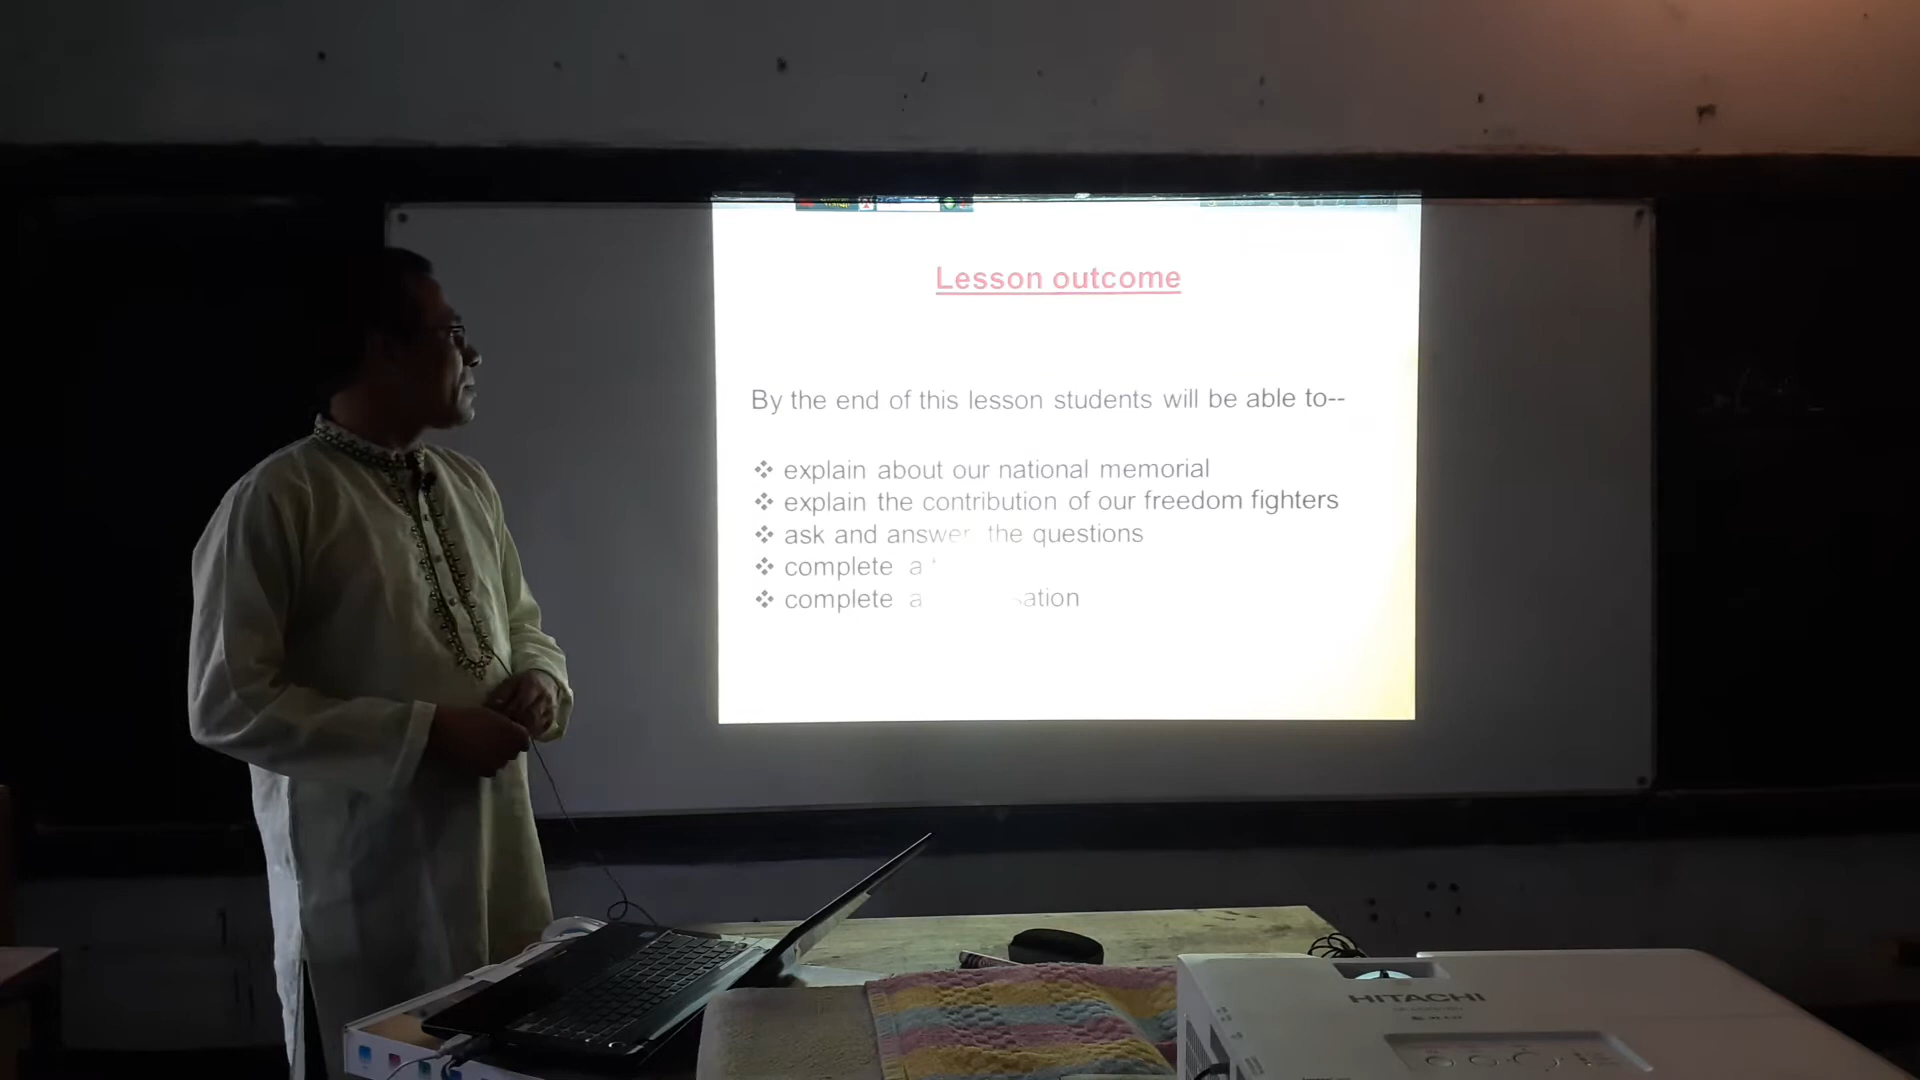 Lesson outcome
By the end of this lesson students will be able to--
❖ explain about our national memorial
❖ explain the contribution of our freedom fighters
❖ ask and answer the questions
❖ complete a
❖ complete a
HITACHI